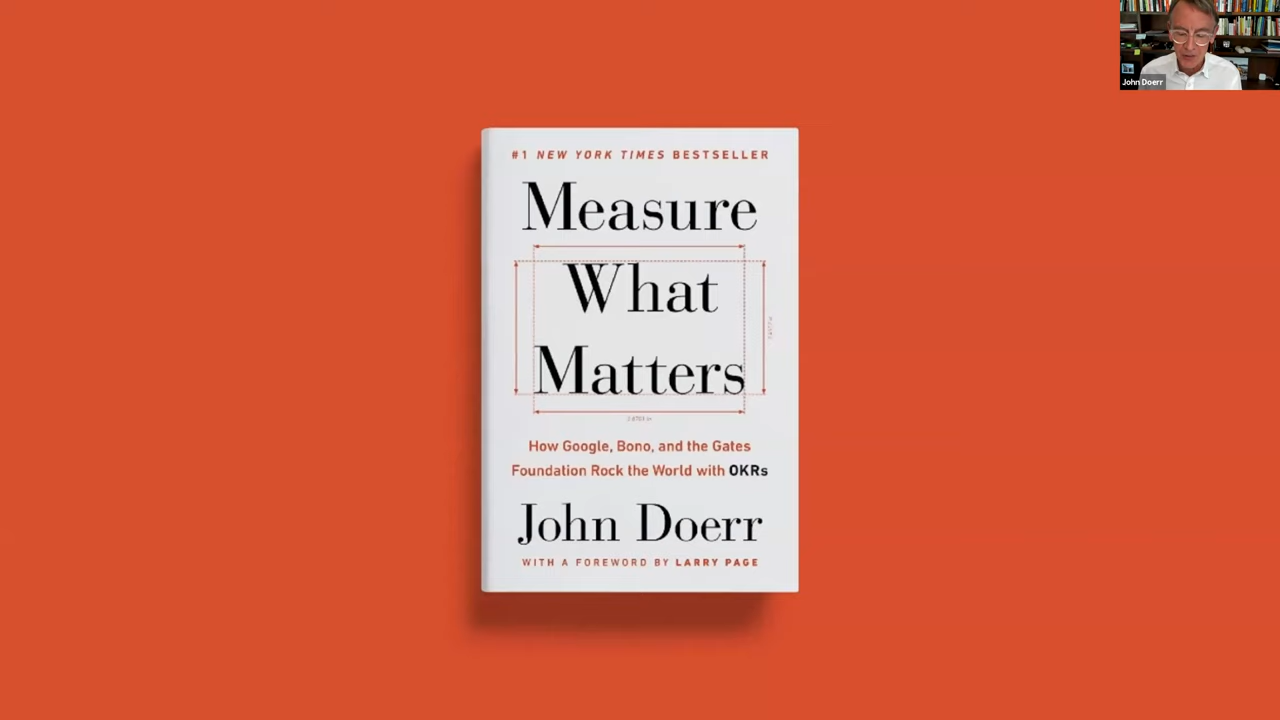 #1 NEW YORK TIMES BESTSELLER
Measure
What
Matters
How Google, Bono, and the Gates
Foundation Rock the World with OKRs
John Doerr
WITH A FOREWORD BY LARRY PAGE
John Doerr